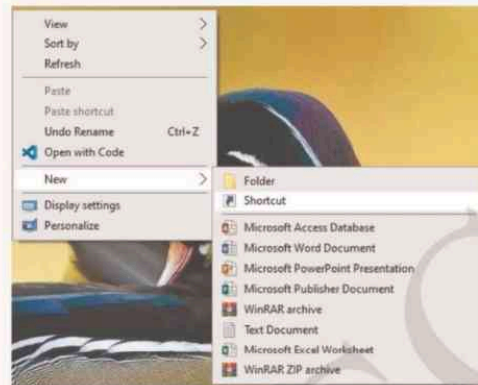 View
Sort by
Refresh
Paste
Paste shortcut
Undo Rename Ctrl+Z
Open with Code
New
Display settings
Personalize
Folder
Shortcut
Microsoft Access Database
Microsoft Word Document
Microsoft PowerPoint Presentation
Microsoft Publisher Document
WinRAR archive
Text Document
Microsoft Excel Worksheet
WinRAR ZIP archive